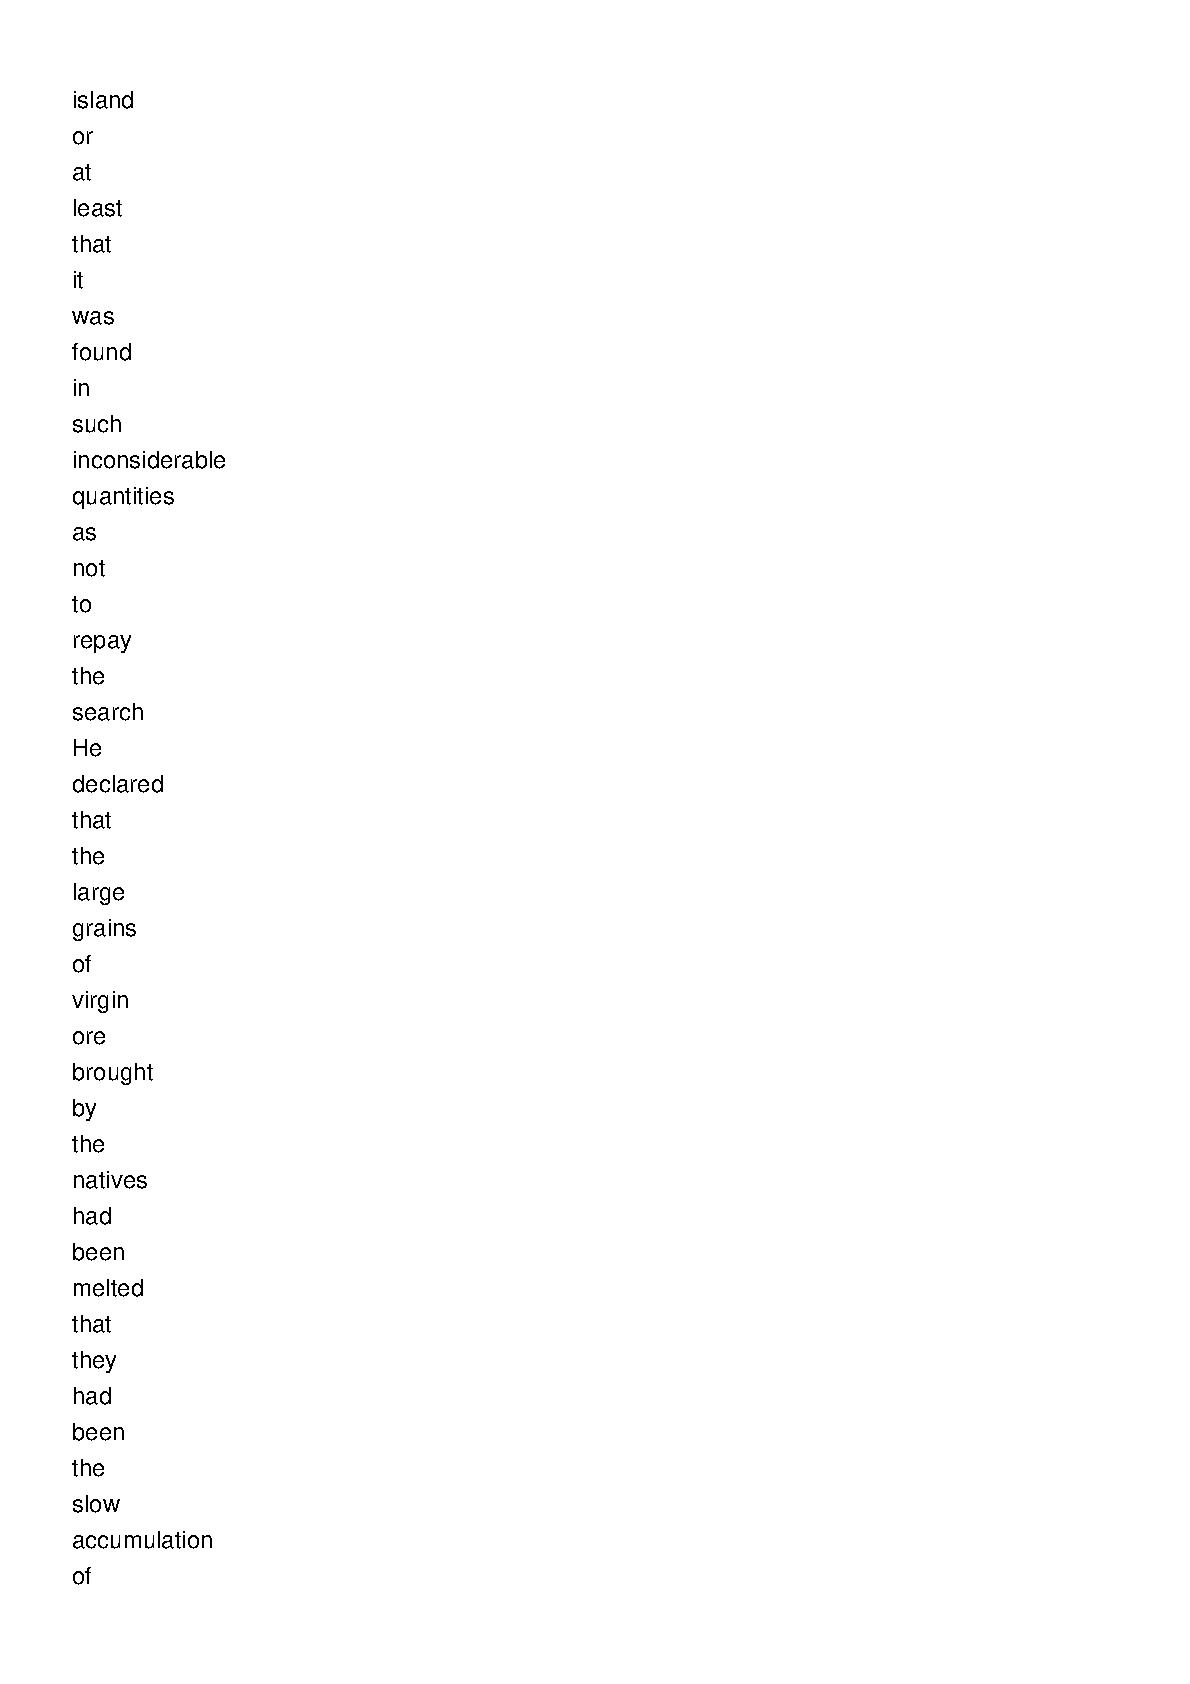 island
or
at
least
that
it
was
found
in
such
inconsiderable
quantities
as
not
to
repay
the
search
He
declared
that
the
large
grains
of
virgin
ore
brought
by
the
natives
had
been
melted
that
they
had
been
the
slow
accumulation
of